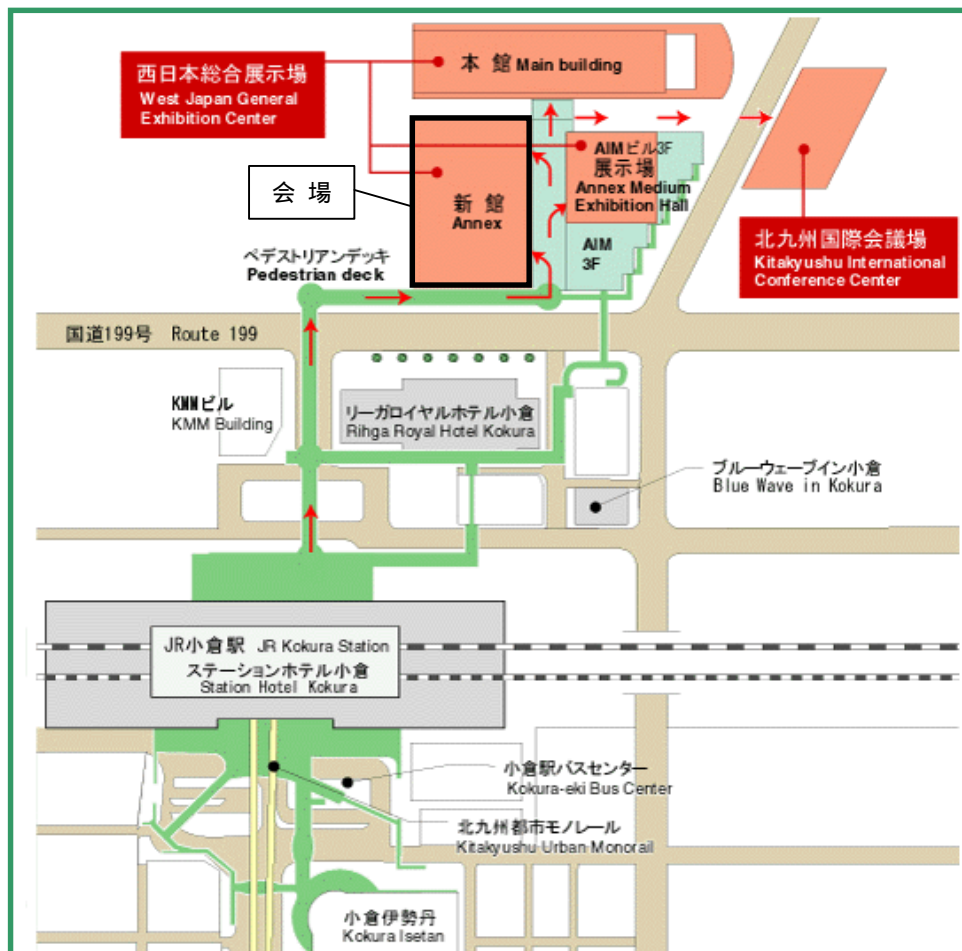 本 館 Main building
西日本総合展示場
West Japan General
Exhibition Center
AIMビル3F
展示場
Annex Medium
Exhibition Hall
会 場
新 館
Annex
北九州国際会議場
Kitakyushu International
Conference Center
AIM
3F
ペデストリアンデッキ
Pedestrian deck
国道199号 Route 199
KMMビル
KMM Building
リーガロイヤルホテル小倉
Rihga Royal Hotel Kokura
ブルーウェーブイン小倉
Blue Wave in Kokura
JR小倉駅 JR Kokura Station
ステーションホテル小倉
Station Hotel Kokura
小倉駅バスセンター
Kokura-eki Bus Center
北九州都市モノレール
Kitakyushu Urban Monorail
小倉伊勢丹
Kokura Isetan